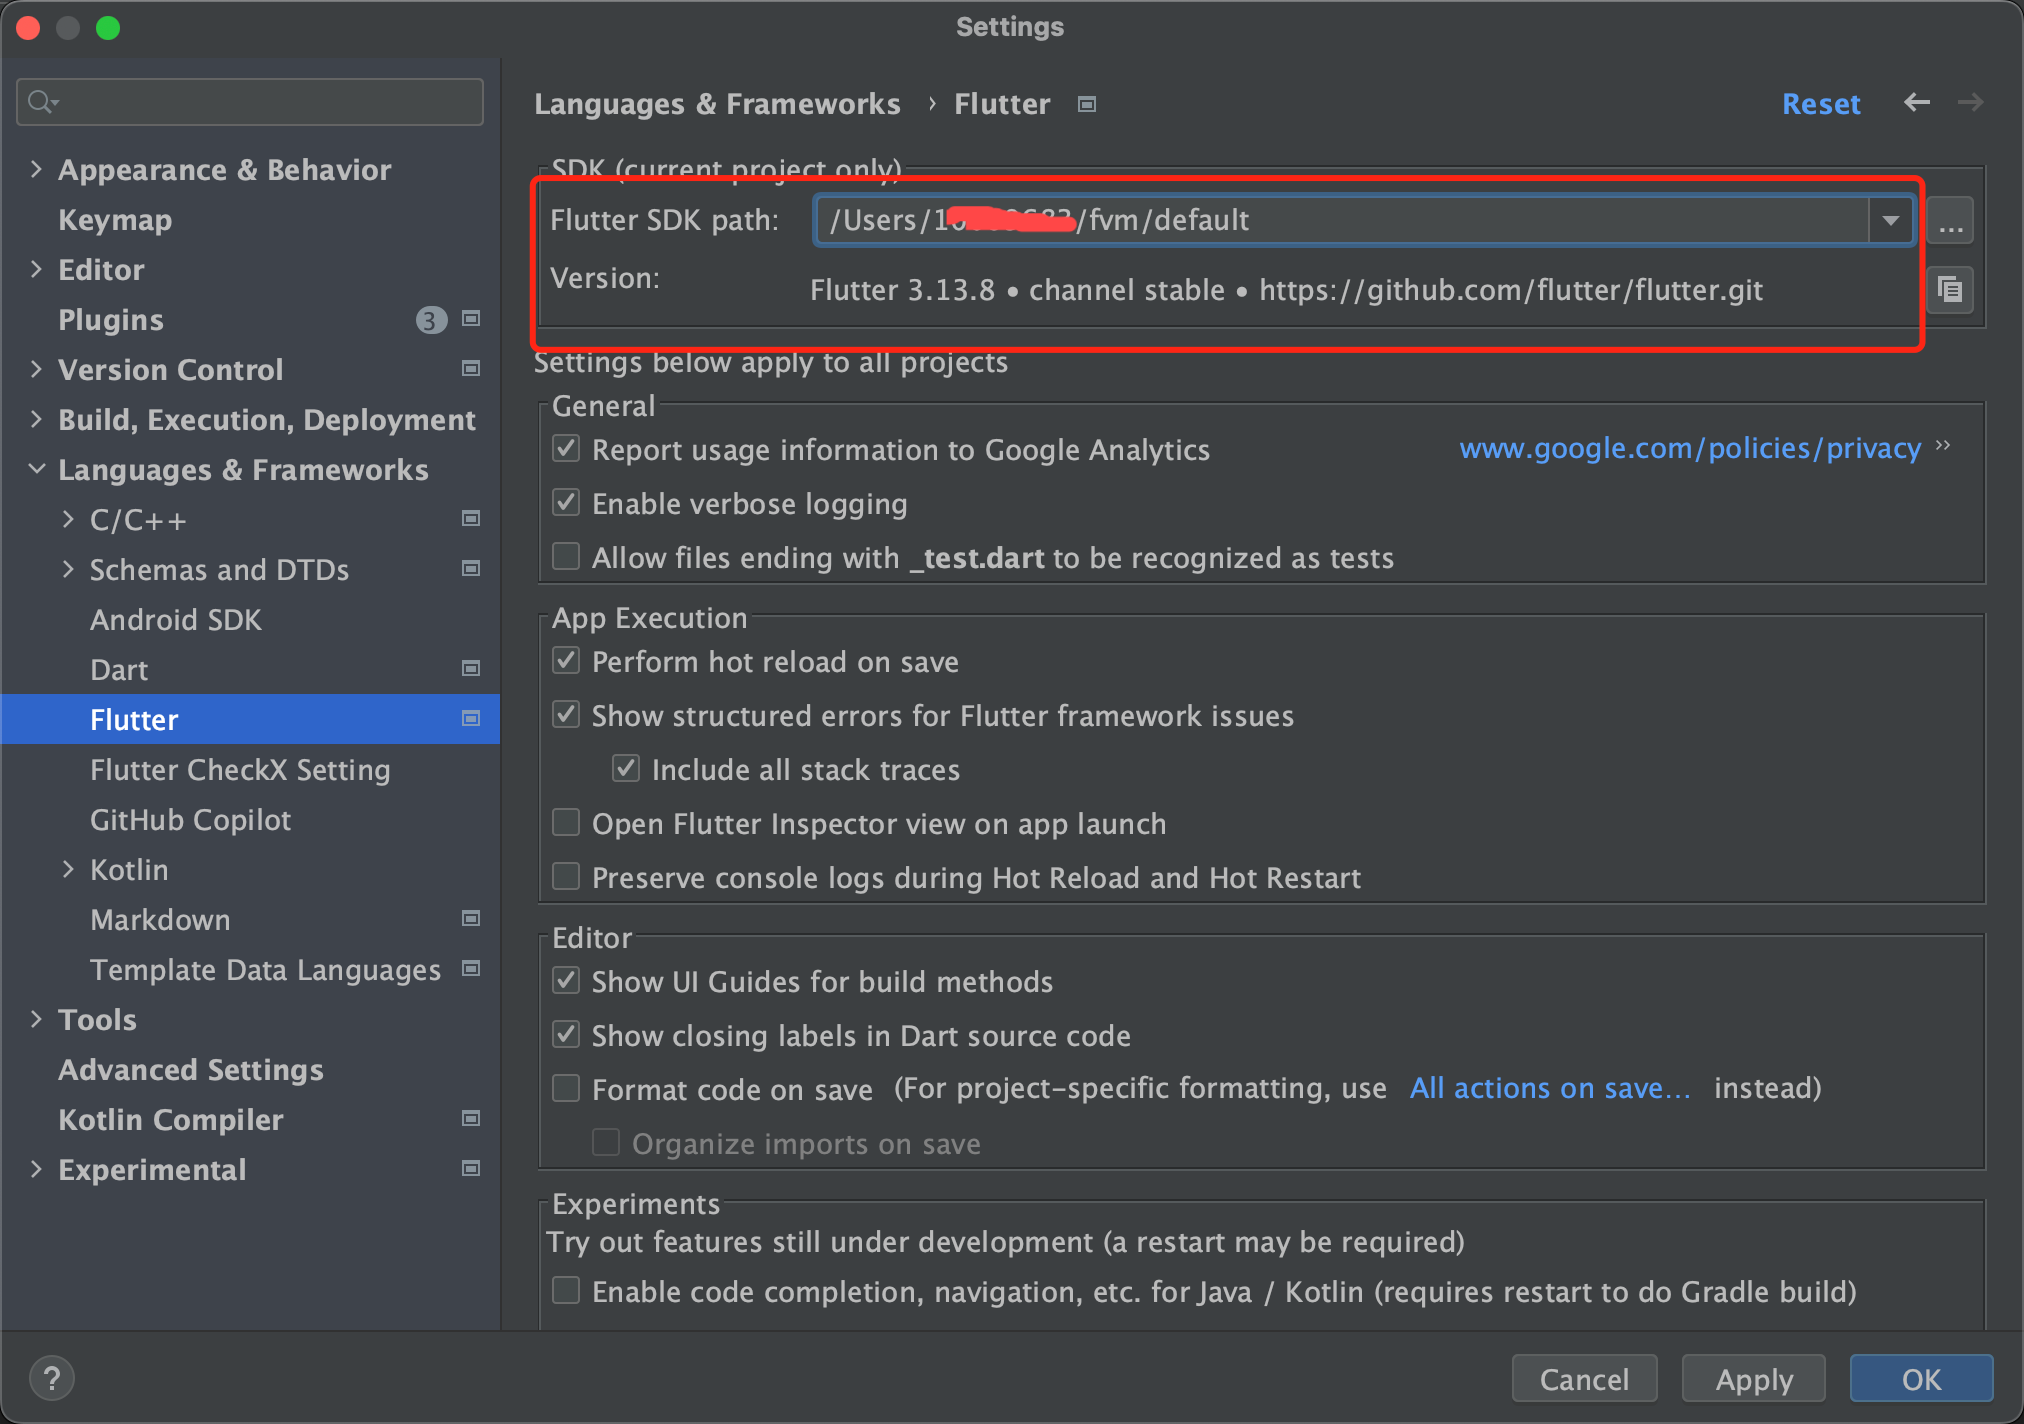 Settings
Appearance & Behavior
Keymap
Editor
Plugins 3
Version Control
Build, Execution, Deployment
Languages & Frameworks
C/C++
Schemas and DTDs
Android SDK
Dart
Flutter
Flutter CheckX Setting
GitHub Copilot
Kotlin
Markdown
Template Data Languages
Tools
Advanced Settings
Kotlin Compiler
Experimental
Languages & Frameworks › Flutter
Reset
SDK (current project only)
Flutter SDK path: /Users/ /fvm/default
...
Version: Flutter 3.13.8 • channel stable • https://github.com/flutter/flutter.git
Settings below apply to all projects
General
Report usage information to Google Analytics www.google.com/policies/privacy
Enable verbose logging
Allow files ending with _test.dart to be recognized as tests
App Execution
Perform hot reload on save
Show structured errors for Flutter framework issues
Include all stack traces
Open Flutter Inspector view on app launch
Preserve console logs during Hot Reload and Hot Restart
Editor
Show UI Guides for build methods
Show closing labels in Dart source code
Format code on save (For project-specific formatting, use All actions on save... instead)
Organize imports on save
Experiments
Try out features still under development (a restart may be required)
Enable code completion, navigation, etc. for Java / Kotlin (requires restart to do Gradle build)
?
Cancel
Apply
OK